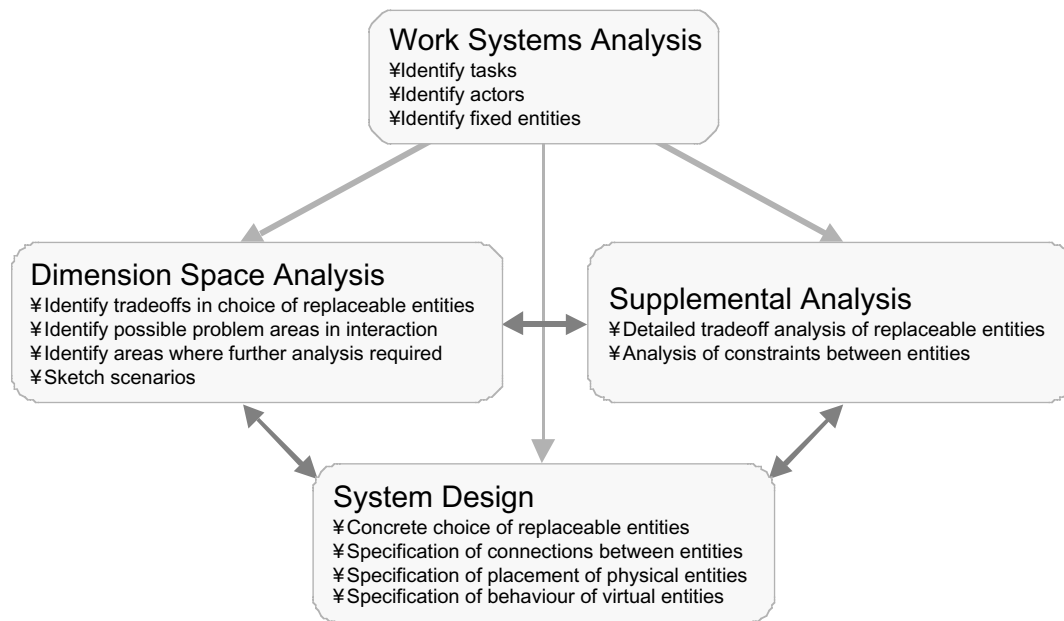 Work Systems Analysis
¥Identify tasks
¥Identify actors
¥Identify fixed entities
Dimension Space Analysis
¥Identify tradeoffs in choice of replaceable entities
¥Identify possible problem areas in interaction
¥Identify areas where further analysis required
¥Sketch scenarios
Supplemental Analysis
¥Detailed tradeoff analysis of replaceable entities
¥Analysis of constraints between entities
System Design
¥Concrete choice of replaceable entities
¥Specification of connections between entities
¥Specification of placement of physical entities
¥Specification of behaviour of virtual entities